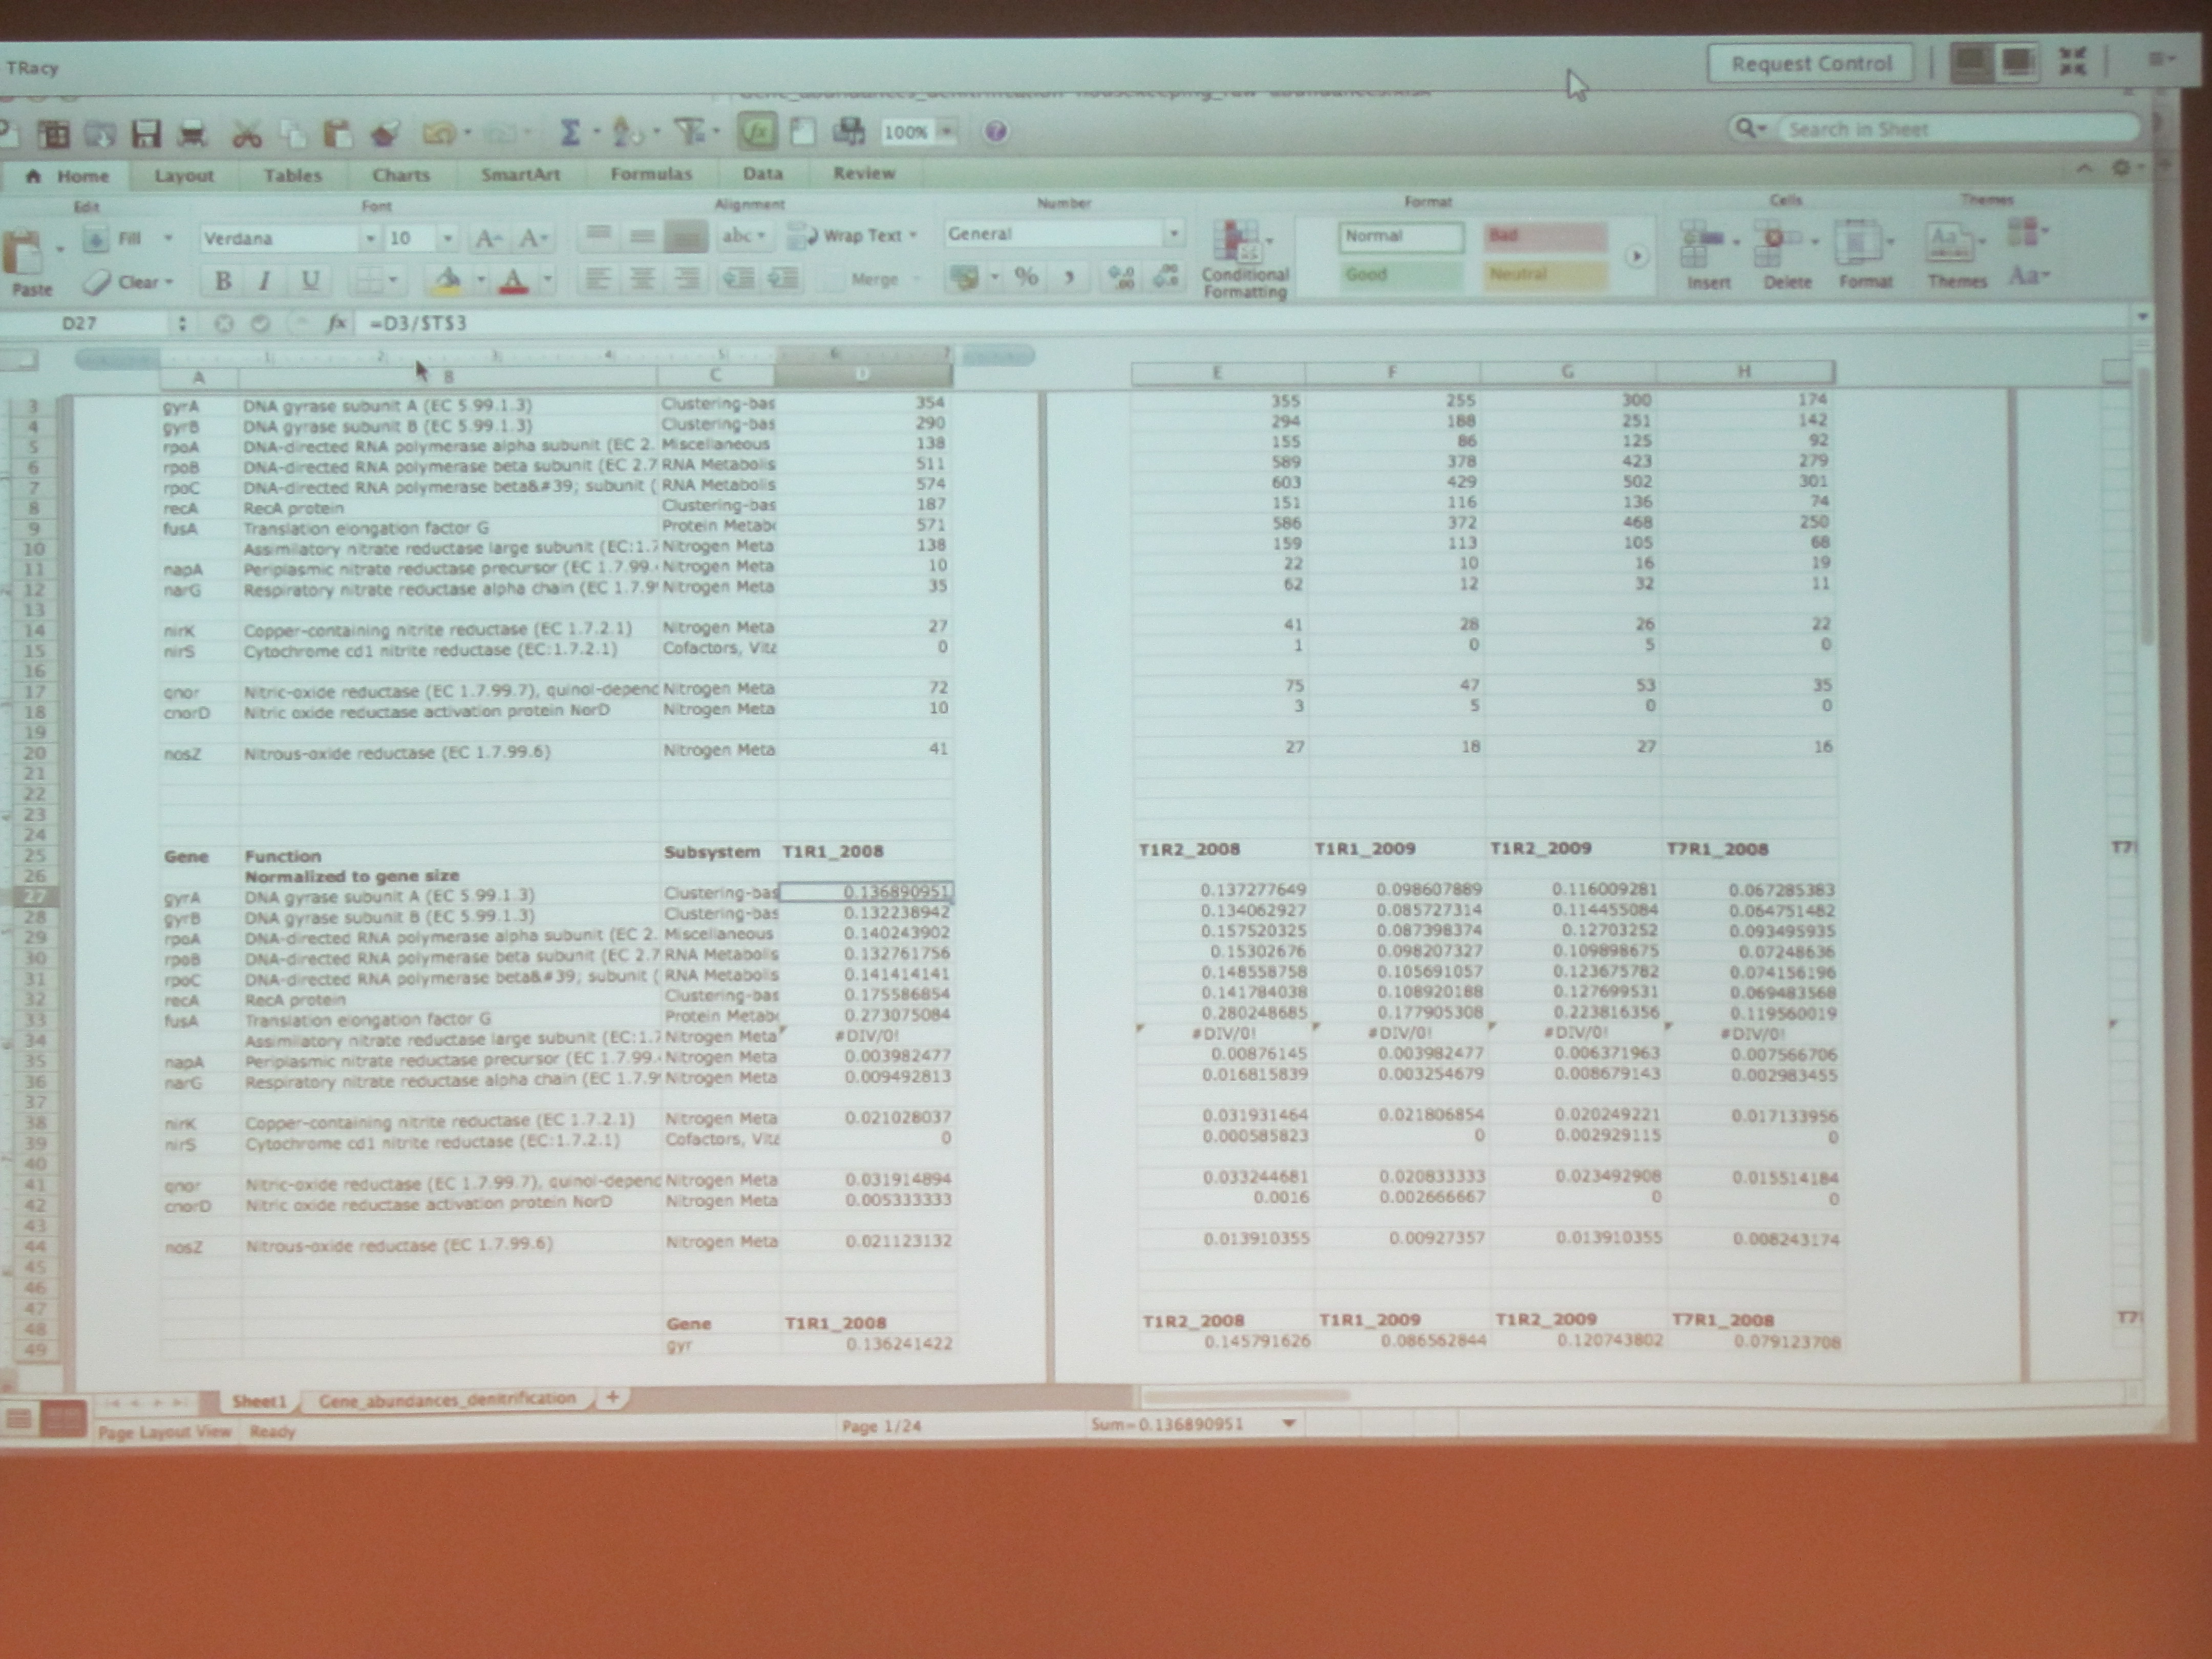 TRacy
Request Control
100%
Search in Sheet
Home Layout Tables Charts SmartArt Formulas Data Review
Edit Font Alignment Number Format Cells Themes
Fill Verdana 10 A A abc Wrap Text General Normal Bad
Paste Clear B I U A Merge % , Conditional Formatting Good Neutral Insert Delete Format Themes Aa
D27 fx =D3/$T$3
1 2 3 4 5 6 7
A B C D E F G H
3 gyrA DNA gyrase subunit A (EC 5.99.1.3) Clustering-bas 354 355 255 300 174
4 gyrB DNA gyrase subunit B (EC 5.99.1.3) Clustering-bas 290 294 188 251 142
5 rpoA DNA-directed RNA polymerase alpha subunit (EC 2. Miscellaneous 138 155 86 125 92
6 rpoB DNA-directed RNA polymerase beta subunit (EC 2.7 RNA Metabolis 511 589 378 423 279
7 rpoC DNA-directed RNA polymerase beta&#39; subunit ( RNA Metabolis 574 603 429 502 301
8 recA RecA protein Clustering-bas 187 151 116 136 74
9 fusA Translation elongation factor G Protein Metab 571 586 372 468 250
10 Assimilatory nitrate reductase large subunit (EC:1.7 Nitrogen Meta 138 159 113 105 68
11 napA Periplasmic nitrate reductase precursor (EC 1.7.99. Nitrogen Meta 10 22 10 16 19
12 narG Respiratory nitrate reductase alpha chain (EC 1.7.9 Nitrogen Meta 35 62 12 32 11
13
14 nirK Copper-containing nitrite reductase (EC 1.7.2.1) Nitrogen Meta 27 41 28 26 22
15 nirS Cytochrome cd1 nitrite reductase (EC:1.7.2.1) Cofactors, Vita 0 1 0 5 0
16
17 qnor Nitric-oxide reductase (EC 1.7.99.7), quinol-depend Nitrogen Meta 72 75 47 53 35
18 cnorD Nitric oxide reductase activation protein NorD Nitrogen Meta 10 3 5 0 0
19
20 nosZ Nitrous-oxide reductase (EC 1.7.99.6) Nitrogen Meta 41 27 18 27 16
21
22
23
24
25 Gene Function Subsystem T1R1_2008 T1R2_2008 T1R1_2009 T1R2_2009 T7R1_2008 T7
26 Normalized to gene size
27 gyrA DNA gyrase subunit A (EC 5.99.1.3) Clustering-bas 0.136890951 0.137277649 0.098607889 0.116009281 0.067285383
28 gyrB DNA gyrase subunit B (EC 5.99.1.3) Clustering-bas 0.132238942 0.134062927 0.085727314 0.114455084 0.064751482
29 rpoA DNA-directed RNA polymerase alpha subunit (EC 2. Miscellaneous 0.140243902 0.157520325 0.087398374 0.12703252 0.093495935
30 rpoB DNA-directed RNA polymerase beta subunit (EC 2.7 RNA Metabolis 0.132761756 0.15302676 0.098207327 0.109898675 0.07248636
31 rpoC DNA-directed RNA polymerase beta&#39; subunit ( RNA Metabolis 0.141414141 0.148558758 0.105691057 0.123675782 0.074156196
32 recA RecA protein Clustering-bas 0.175586854 0.141784038 0.108920188 0.127699531 0.069483568
33 fusA Translation elongation factor G Protein Metab 0.273075084 0.280248685 0.177905308 0.223816356 0.119560019
34 Assimilatory nitrate reductase large subunit (EC:1.7 Nitrogen Meta #DIV/0! #DIV/0! #DIV/0! #DIV/0! #DIV/0!
35 napA Periplasmic nitrate reductase precursor (EC 1.7.99. Nitrogen Meta 0.003982477 0.00876145 0.003982477 0.006371963 0.007566706
36 narG Respiratory nitrate reductase alpha chain (EC 1.7.9 Nitrogen Meta 0.009492813 0.016815839 0.003254679 0.008679143 0.002983455
37
38 nirK Copper-containing nitrite reductase (EC 1.7.2.1) Nitrogen Meta 0.021028037 0.031931464 0.021806854 0.020249221 0.017133956
39 nirS Cytochrome cd1 nitrite reductase (EC:1.7.2.1) Cofactors, Vita 0 0.000585823 0 0.002929115 0
40
41 qnor Nitric-oxide reductase (EC 1.7.99.7), quinol-depend Nitrogen Meta 0.031914894 0.033244681 0.020833333 0.023492908 0.015514184
42 cnorD Nitric oxide reductase activation protein NorD Nitrogen Meta 0.005333333 0.0016 0.002666667 0 0
43
44 nosZ Nitrous-oxide reductase (EC 1.7.99.6) Nitrogen Meta 0.021123132 0.013910355 0.00927357 0.013910355 0.008243174
45
46
47
48 Gene T1R1_2008 T1R2_2008 T1R1_2009 T1R2_2009 T7R1_2008 T7
49 gyr 0.136241422 0.145791626 0.086562844 0.120743802 0.079123708
Sheet1 Gene_abundances_denitrification +
Page Layout View Ready Page 1/24 Sum=0.136890951